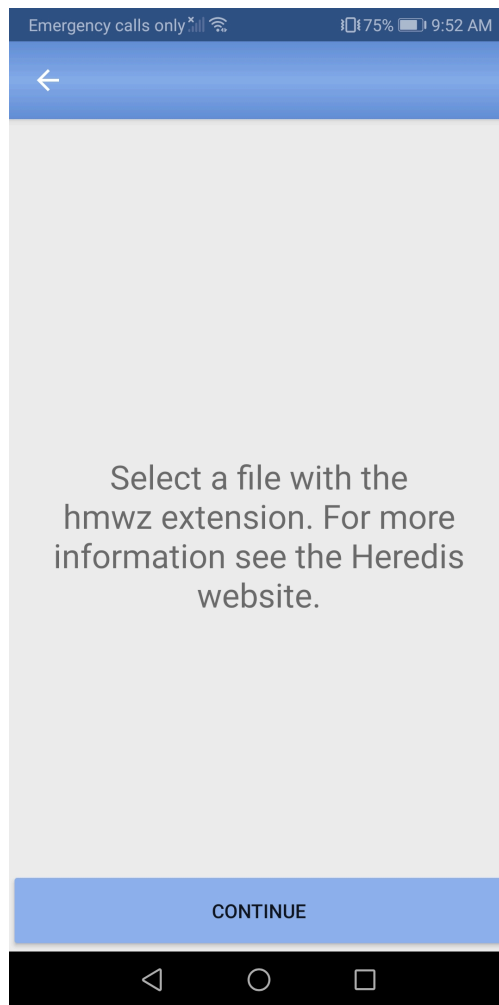 Emergency calls only 75% 9:52 AM
Select a file with the
hmwz extension. For more
information see the Heredis
website.
CONTINUE